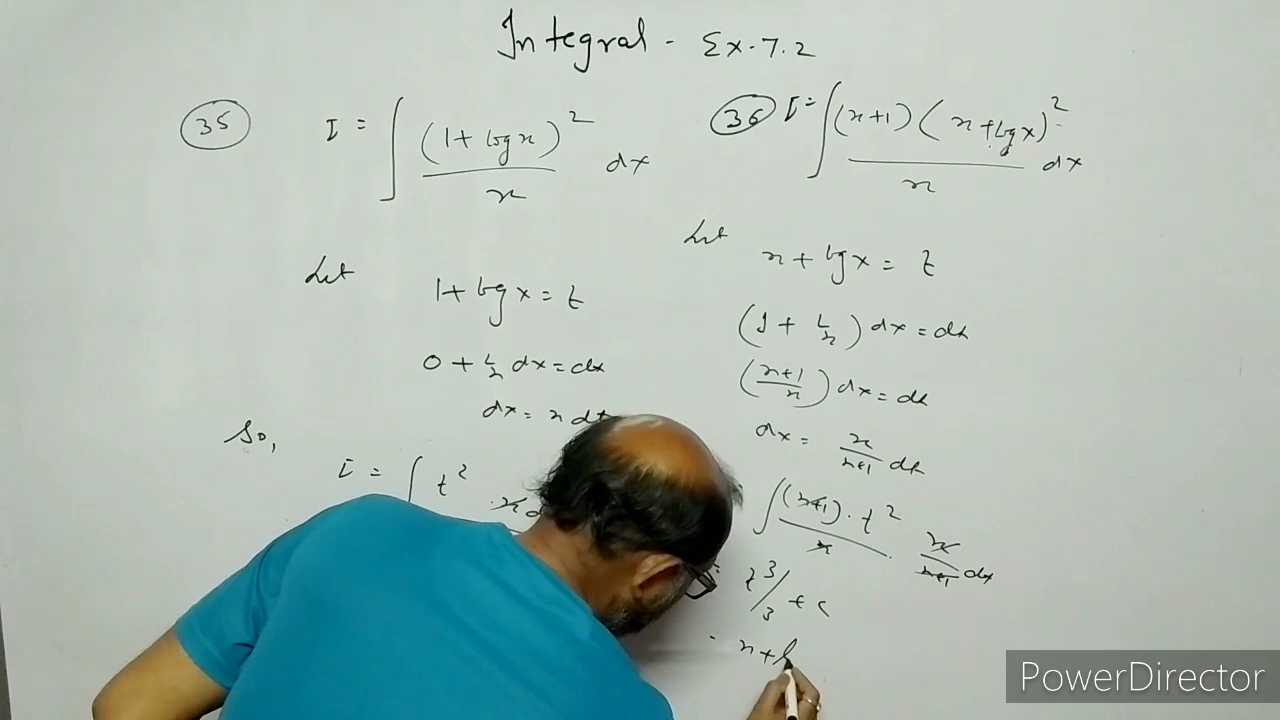 Integral - Ex. 7.2
35 I = ∫ (1 + log x)² / x dx
Let
1 + log x = t
0 + 1/x dx = dx
dx = x dt
So,
I = ∫ t² . x
36 I = ∫ (x+1) (x + log x)² / x dx
Let
x + log x = t
(1 + 1/x) dx = dt
(x+1 / x) dx = dt
dx = x / x+1 dt
∫ (x+1) . t² / x . x / x+1 dx
t³/3 + c
x + l
PowerDirector